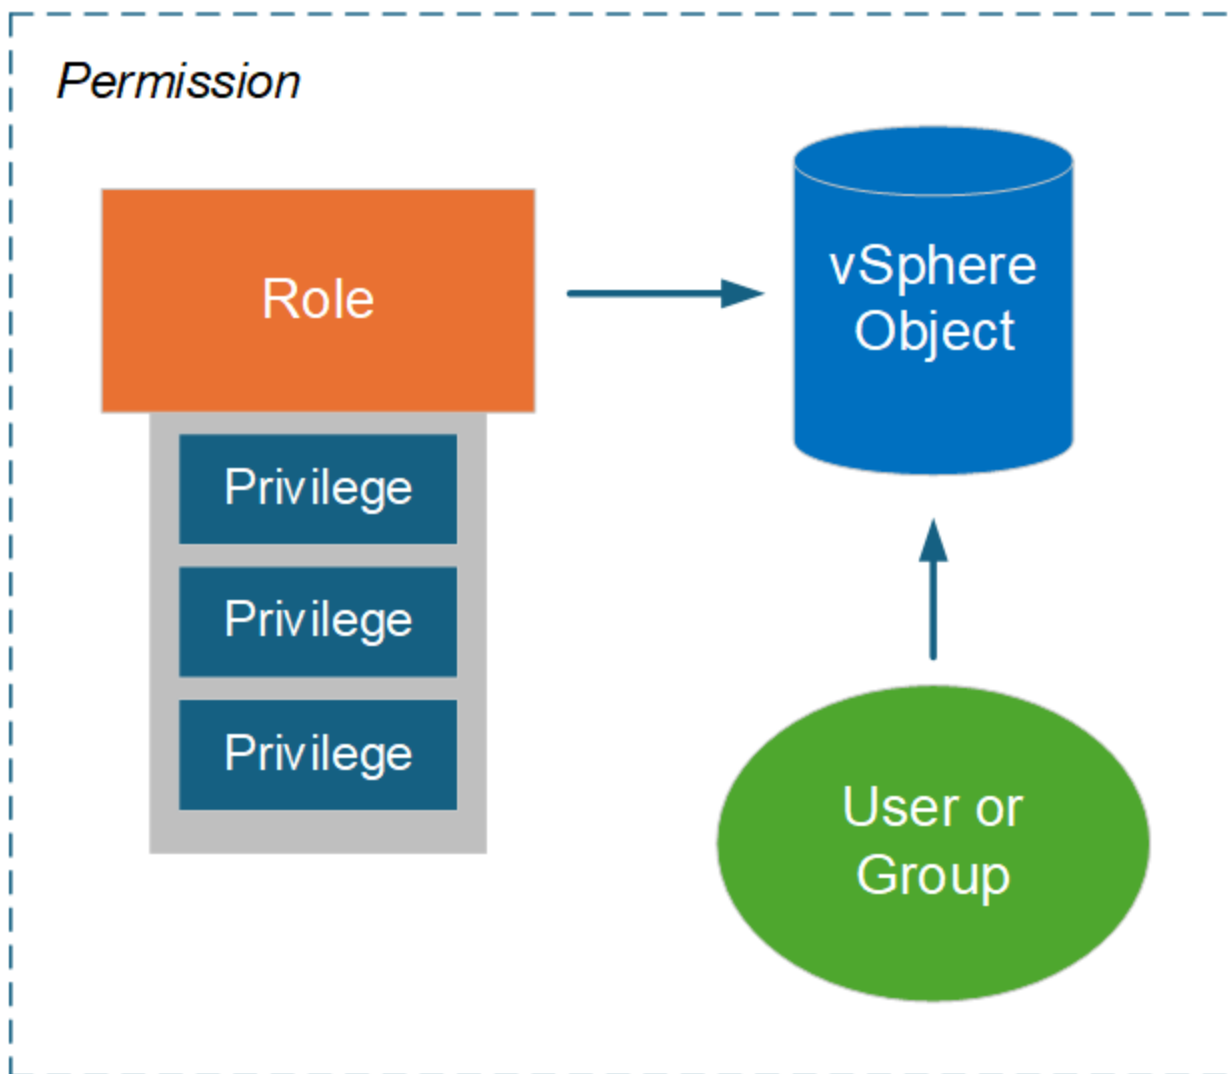 Permission
Role
vSphere
Object
Privilege
Privilege
Privilege
User or
Group